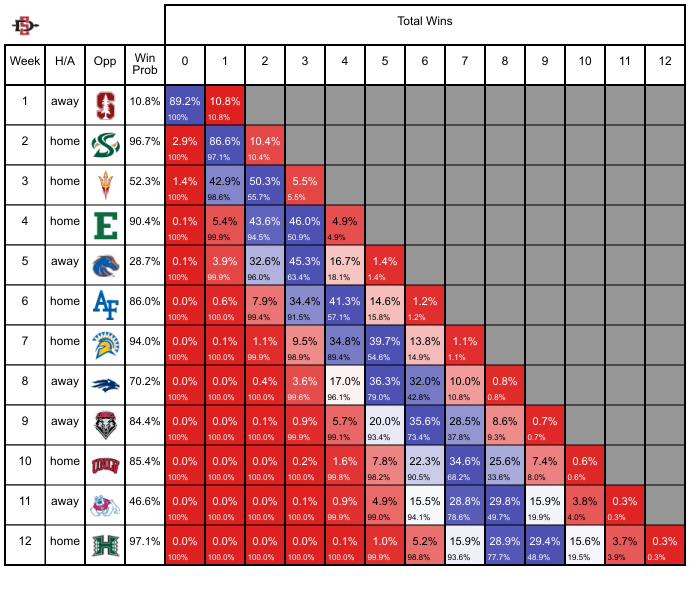 SD
Total Wins
Week H/A Opp Win Prob 0 1 2 3 4 5 6 7 8 9 10 11 12
1 away S 10.8% 89.2% 10.8%
100% 10.8%
2 home S 96.7% 2.9% 86.6% 10.4%
100% 97.1% 10.4%
3 home 52.3% 1.4% 42.9% 50.3% 5.5%
100% 98.6% 55.7% 5.5%
4 home E 90.4% 0.1% 5.4% 43.6% 46.0% 4.9%
100% 99.9% 94.5% 50.9% 4.9%
5 away 28.7% 0.1% 3.9% 32.6% 45.3% 16.7% 1.4%
100% 99.9% 96.0% 63.4% 18.1% 1.4%
6 home AF 86.0% 0.0% 0.6% 7.9% 34.4% 41.3% 14.6% 1.2%
100% 100.0% 99.4% 91.5% 57.1% 15.8% 1.2%
7 home 94.0% 0.0% 0.1% 1.1% 9.5% 34.8% 39.7% 13.8% 1.1%
100% 100.0% 99.9% 98.9% 89.4% 54.6% 14.9% 1.1%
8 away 70.2% 0.0% 0.0% 0.4% 3.6% 17.0% 36.3% 32.0% 10.0% 0.8%
100% 100.0% 100.0% 99.6% 96.1% 79.0% 42.8% 10.8% 0.8%
9 away 84.4% 0.0% 0.0% 0.1% 0.9% 5.7% 20.0% 35.6% 28.5% 8.6% 0.7%
100% 100.0% 100.0% 99.9% 99.1% 93.4% 73.4% 37.8% 9.3% 0.7%
10 home UNLV 85.4% 0.0% 0.0% 0.0% 0.2% 1.6% 7.8% 22.3% 34.6% 25.6% 7.4% 0.6%
100% 100.0% 100.0% 100.0% 99.8% 98.2% 90.5% 68.2% 33.6% 8.0% 0.6%
11 away 46.6% 0.0% 0.0% 0.0% 0.1% 0.9% 4.9% 15.5% 28.8% 29.8% 15.9% 3.8% 0.3%
100% 100.0% 100.0% 100.0% 99.9% 99.0% 94.1% 78.6% 49.7% 19.9% 4.0% 0.3%
12 home H 97.1% 0.0% 0.0% 0.0% 0.0% 0.1% 1.0% 5.2% 15.9% 28.9% 29.4% 15.6% 3.7% 0.3%
100% 100.0% 100.0% 100.0% 100.0% 99.9% 98.8% 93.6% 77.7% 48.9% 19.5% 3.9% 0.3%